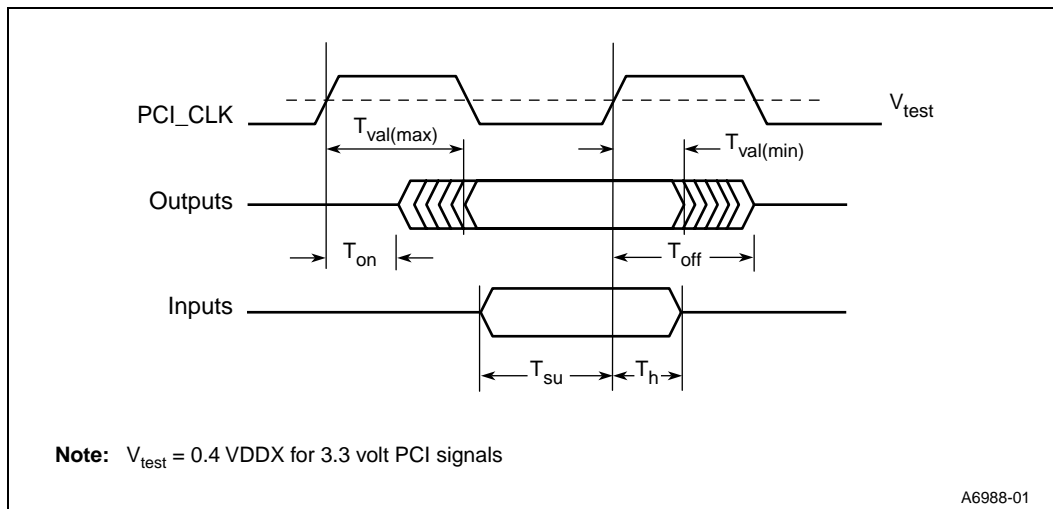 PCI_CLK
V_test
T_val(max)
T_val(min)
Outputs
T_on
T_off
Inputs
T_su
T_h
Note: V_test = 0.4 VDDX for 3.3 volt PCI signals
A6988-01